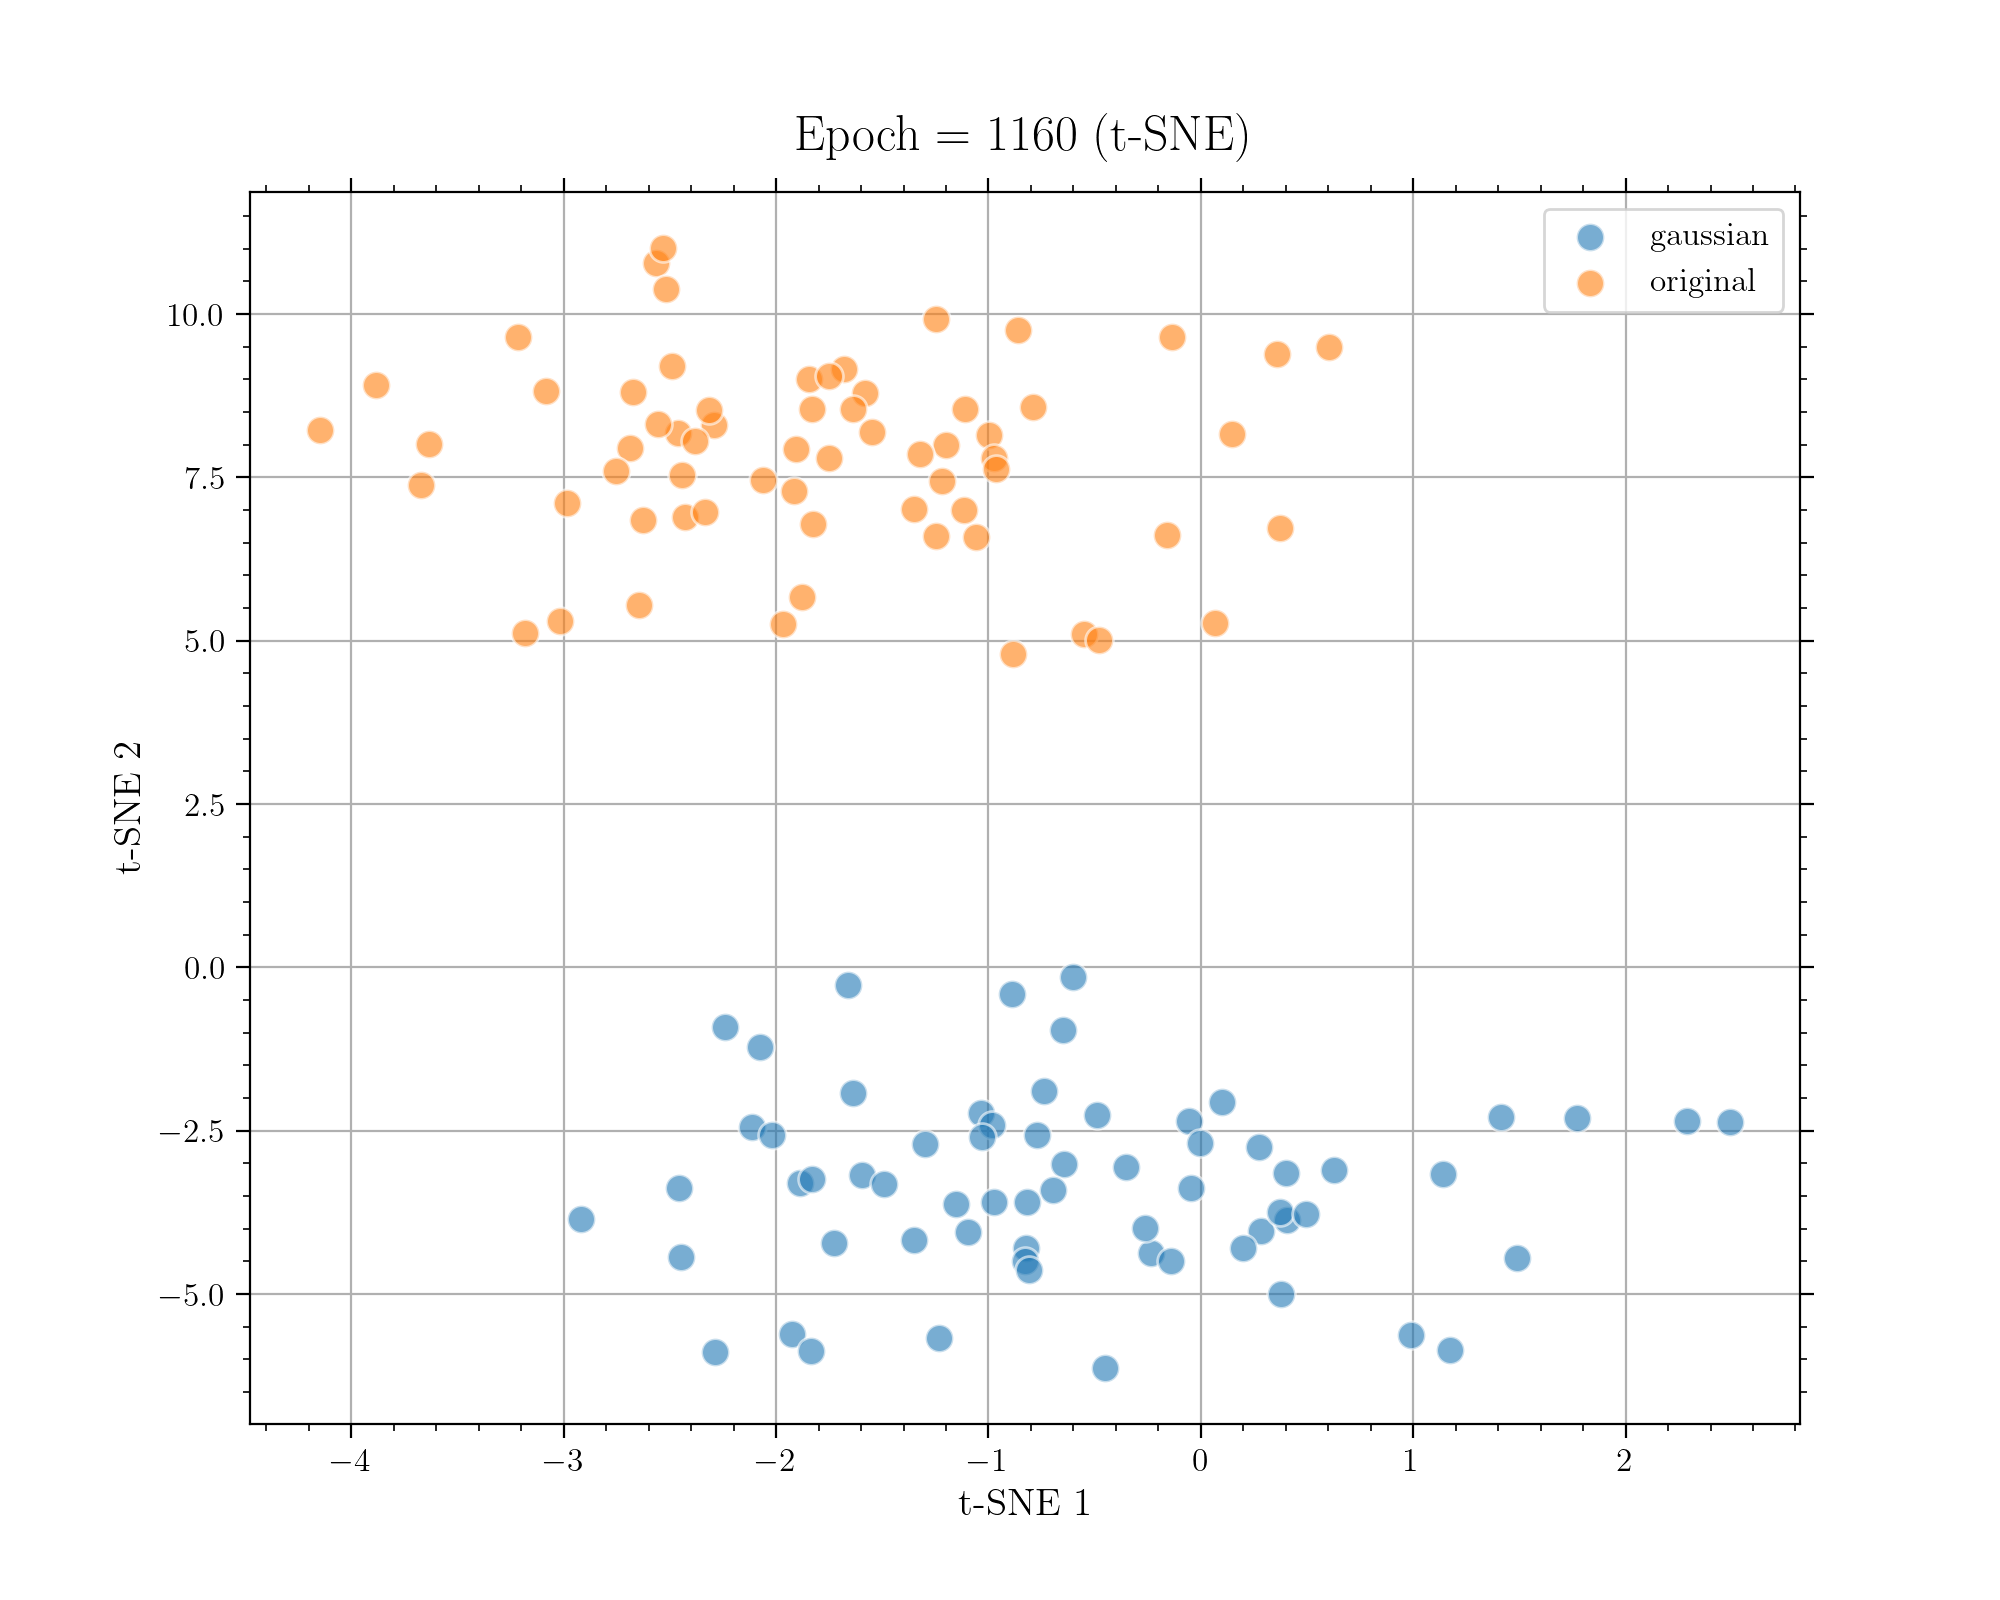 Epoch = 1160 (t-SNE)
gaussian
original
10.0
7.5
5.0
2.5
0.0
−2.5
−5.0
t-SNE 2
−4 −3 −2 −1 0 1 2
t-SNE 1